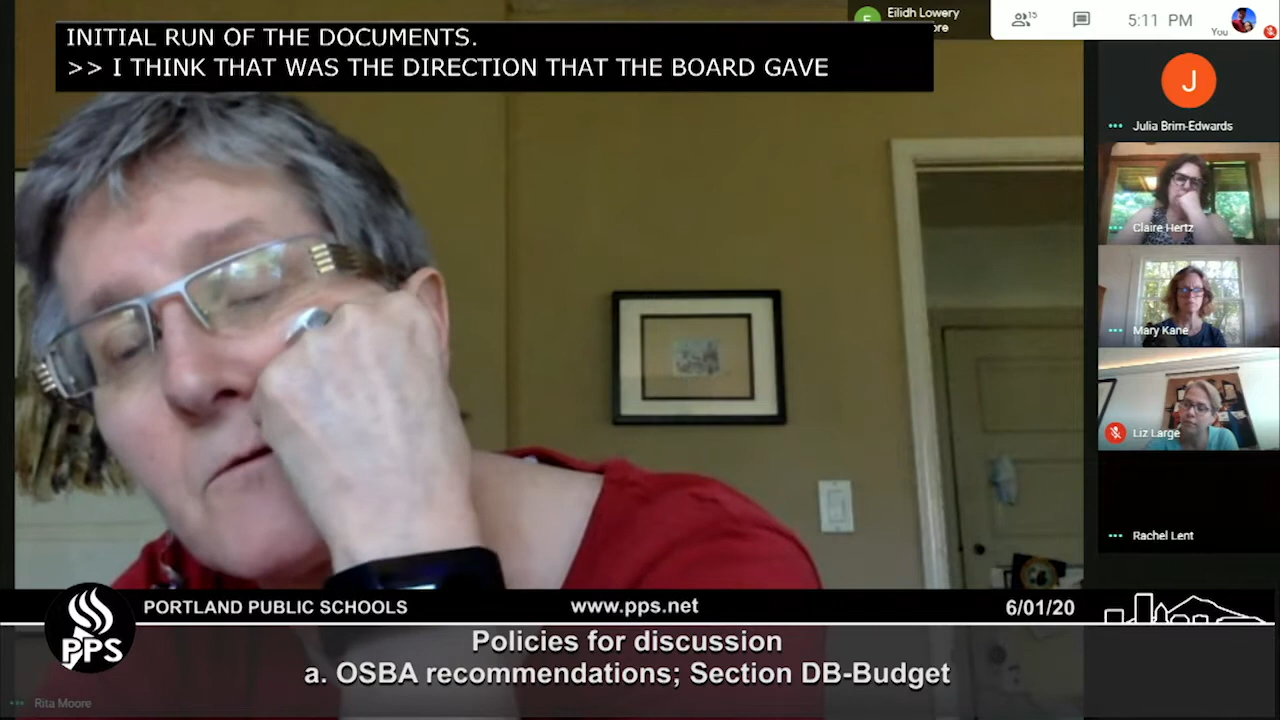 Eilidh Lowery
INITIAL RUN OF THE DOCUMENTS.
>> I THINK THAT WAS THE DIRECTION THAT THE BOARD GAVE
15
5:11 PM
You
E
J
Julia Brim-Edwards
Claire Hertz
Mary Kane
Liz Large
Rachel Lent
PORTLAND PUBLIC SCHOOLS
www.pps.net
6/01/20
PPS
Policies for discussion
a. OSBA recommendations; Section DB-Budget
Rita Moore